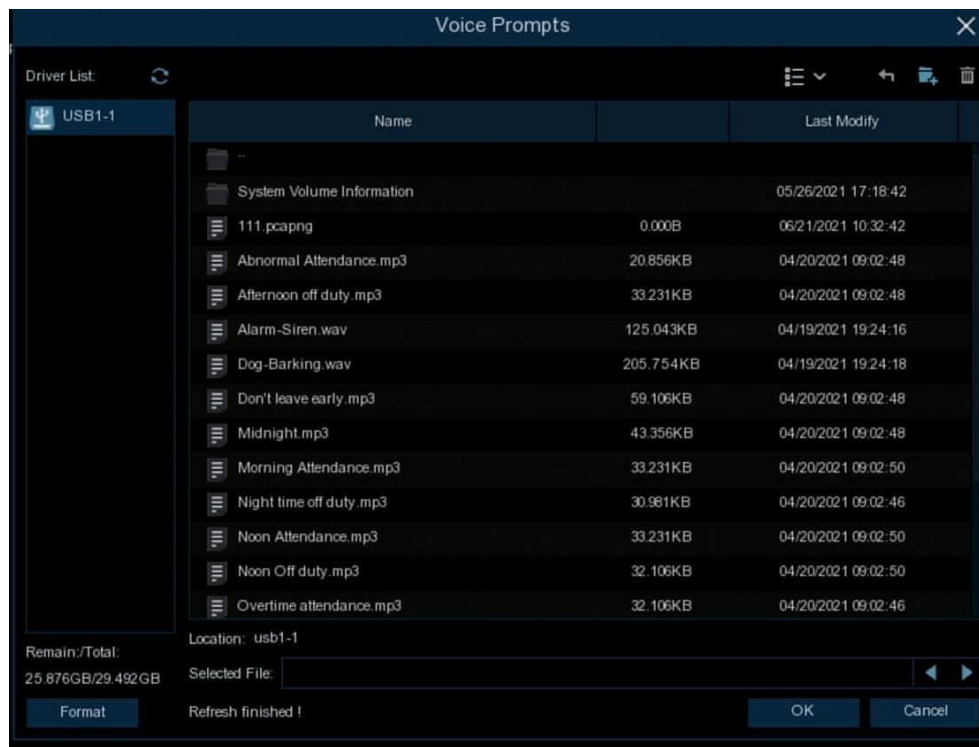 Voice Prompts
Driver List:
USB1-1
Name Last Modify
..
System Volume Information 05/26/2021 17:18:42
111.pcapng 0.000B 06/21/2021 10:32:42
Abnormal Attendance.mp3 20.856KB 04/20/2021 09:02:48
Afternoon off duty.mp3 33.231KB 04/20/2021 09:02:48
Alarm-Siren.wav 125.043KB 04/19/2021 19:24:16
Dog-Barking.wav 205.754KB 04/19/2021 19:24:18
Don't leave early.mp3 59.106KB 04/20/2021 09:02:48
Midnight.mp3 43.356KB 04/20/2021 09:02:48
Morning Attendance.mp3 33.231KB 04/20/2021 09:02:50
Night time off duty.mp3 30.981KB 04/20/2021 09:02:46
Noon Attendance.mp3 33.231KB 04/20/2021 09:02:50
Noon Off duty.mp3 32.106KB 04/20/2021 09:02:50
Overtime attendance.mp3 32.106KB 04/20/2021 09:02:46
Location: usb1-1
Remain:/Total:
25.876GB/29.492GB
Selected File:
Format
Refresh finished !
OK
Cancel